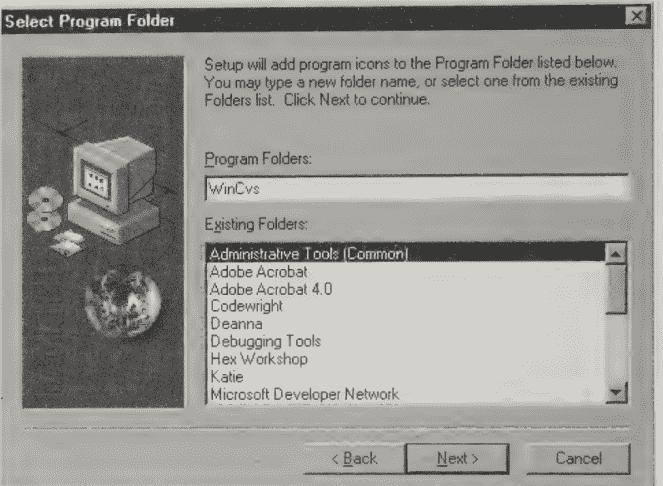 Select Program Folder
Setup will add program icons to the Program Folder listed below.
You may type a new folder name, or select one from the existing
Folders list. Click Next to continue.
Program Folders:
WinCvs
Existing Folders:
Administrative Tools (Common)
Adobe Acrobat
Adobe Acrobat 4.0
Codewright
Deanna
Debugging Tools
Hex Workshop
Katie
Microsoft Developer Network
< Back
Next >
Cancel